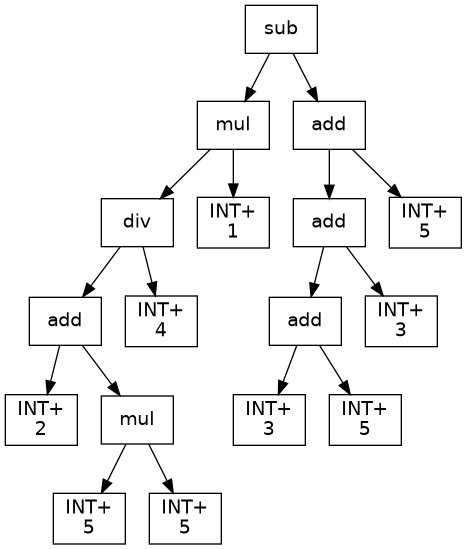 sub
mul
add
div
INT+
1
add
INT+
5
add
INT+
4
add
INT+
3
INT+
2
mul
INT+
3
INT+
5
INT+
5
INT+
5